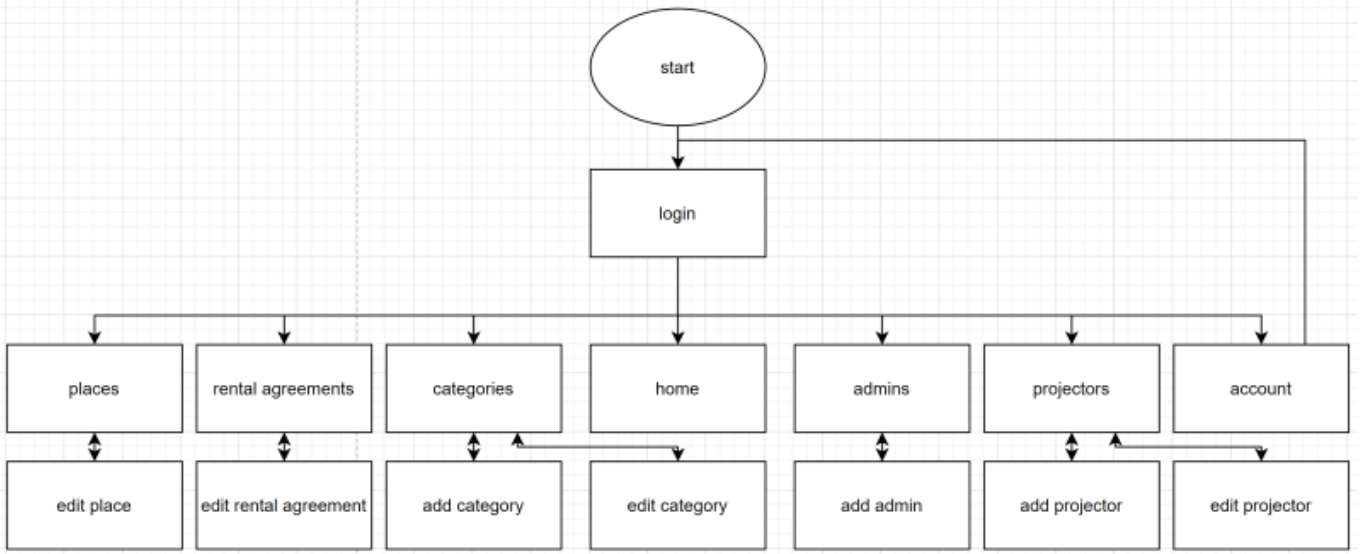 start
login
places
rental agreements
categories
home
admins
projectors
account
edit place
edit rental agreement
add category
edit category
add admin
add projector
edit projector